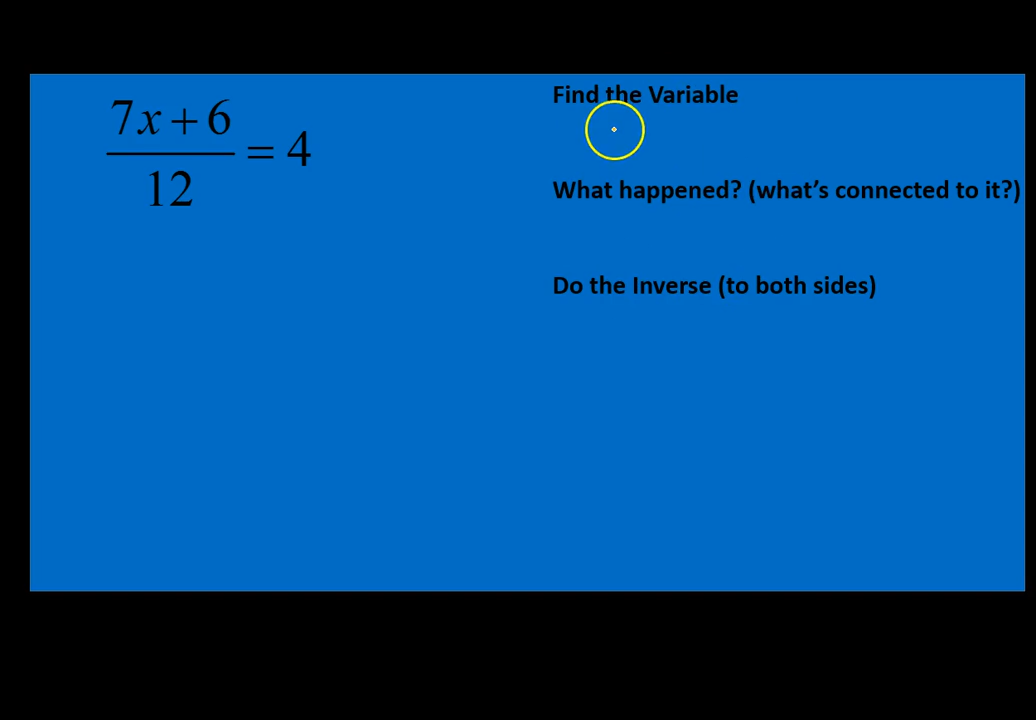 7x + 6
12
= 4
Find the Variable
What happened? (what’s connected to it?)
Do the Inverse (to both sides)